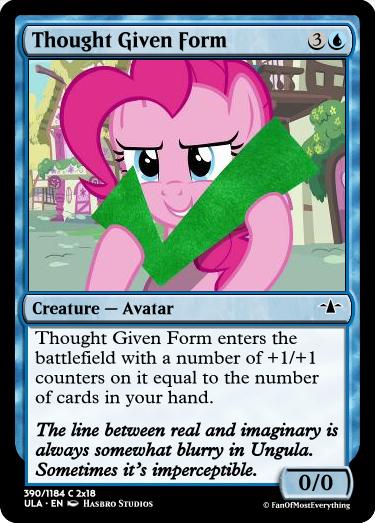 Thought Given Form 3
Creature — Avatar
Thought Given Form enters the
battlefield with a number of +1/+1
counters on it equal to the number
of cards in your hand.
The line between real and imaginary is
always somewhat blurry in Ungula.
Sometimes it's imperceptible.
0/0
390/1184 C 2x18
ULA • EN Hasbro Studios
© FanOfMostEverything